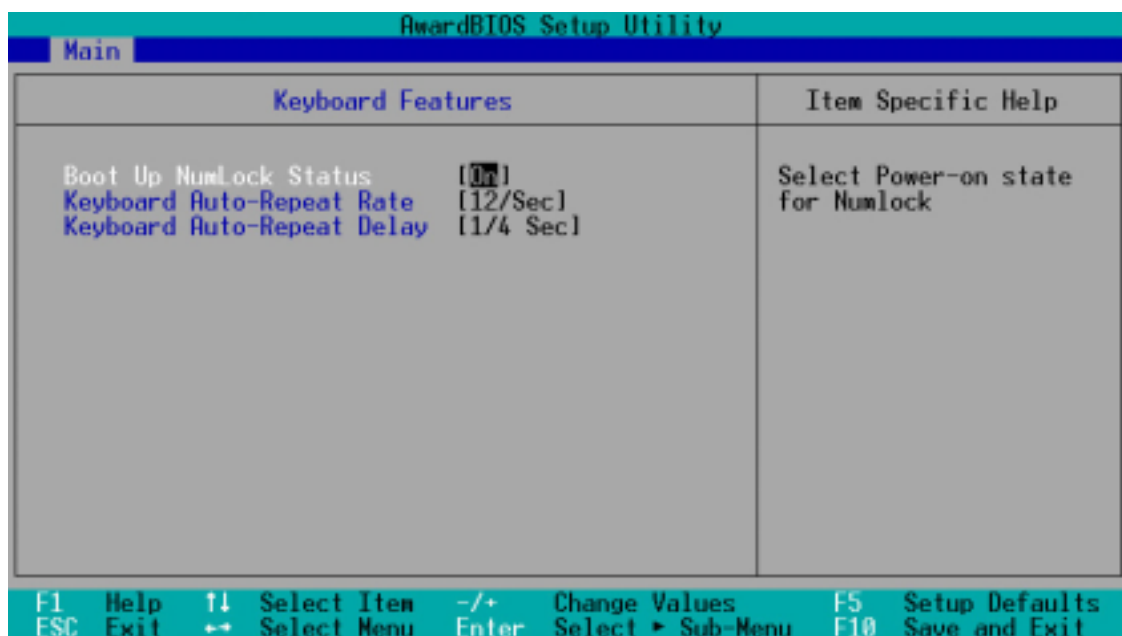 AwardBIOS Setup Utility
Main
Keyboard Features
Item Specific Help
Boot Up NumLock Status [On]
Keyboard Auto-Repeat Rate [12/Sec]
Keyboard Auto-Repeat Delay [1/4 Sec]
Select Power-on state
for Numlock
F1 Help ↑↓ Select Item -/+ Change Values F5 Setup Defaults
ESC Exit ←→ Select Menu Enter Select ► Sub-Menu F10 Save and Exit